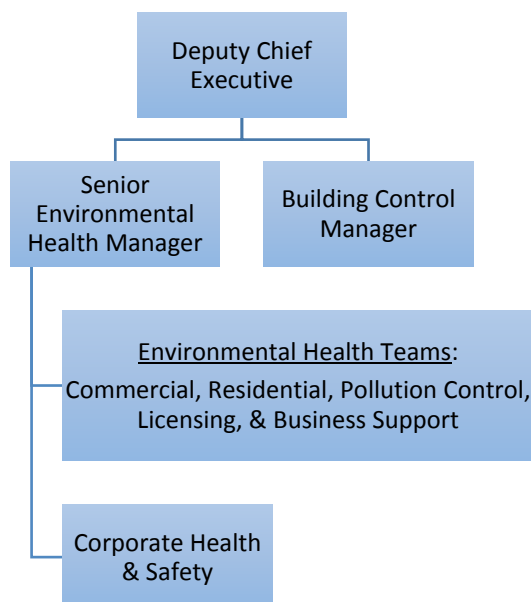 Deputy Chief
Executive
Senior
Environmental
Health Manager
Building Control
Manager
Environmental Health Teams:
Commercial, Residential, Pollution Control,
Licensing, & Business Support
Corporate Health
& Safety